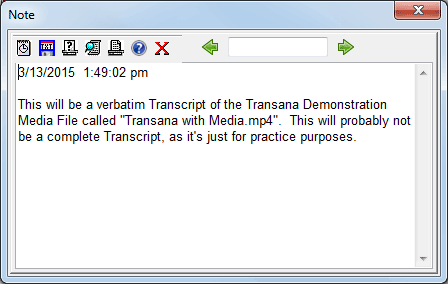 Note
TXT
3/13/2015  1:49:02 pm
This will be a verbatim Transcript of the Transana Demonstration
Media File called "Transana with Media.mp4".  This will probably not
be a complete Transcript, as it's just for practice purposes.